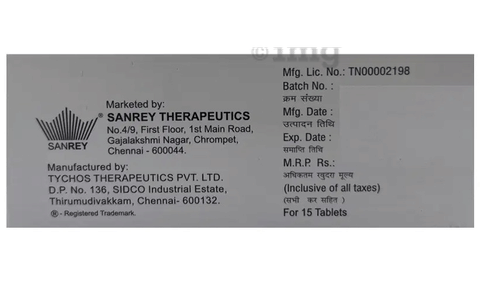 ©1mg
Marketed by:
SANREY THERAPEUTICS
No.4/9, First Floor, 1st Main Road,
Gajalakshmi Nagar, Chrompet,
Chennai - 600044.
®
SANREY
Manufactured by:
TYCHOS THERAPEUTICS PVT. LTD.
D.P. No. 136, SIDCO Industrial Estate,
Thirumudivakkam, Chennai- 600132.
® - Registered Trademark.
Mfg. Lic. No.: TN00002198
Batch No. :
क्रम संख्या
Mfg. Date :
उत्पादन तिथि
Exp. Date :
समाप्ति तिथि
M.R.P. Rs.:
अधिकतम खुदरा मूल्य
(Inclusive of all taxes)
(सभी कर सहित )
For 15 Tablets